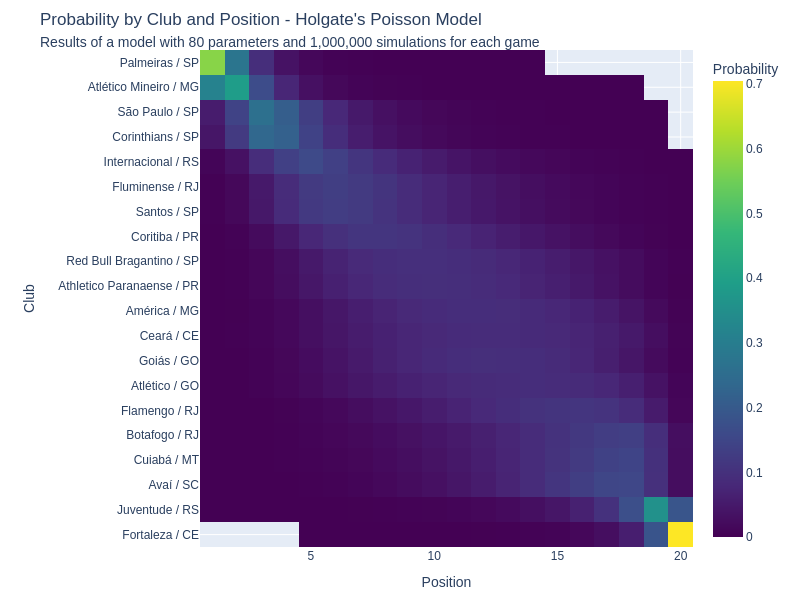 Probability by Club and Position - Holgate's Poisson Model
Results of a model with 80 parameters and 1,000,000 simulations for each game
Probability
Club
Palmeiras / SP
Atlético Mineiro / MG
São Paulo / SP
Corinthians / SP
Internacional / RS
Fluminense / RJ
Santos / SP
Coritiba / PR
Red Bull Bragantino / SP
Athletico Paranaense / PR
América / MG
Ceará / CE
Goiás / GO
Atlético / GO
Flamengo / RJ
Botafogo / RJ
Cuiabá / MT
Avaí / SC
Juventude / RS
Fortaleza / CE
0.7
0.6
0.5
0.4
0.3
0.2
0.1
0
5 10 15 20
Position